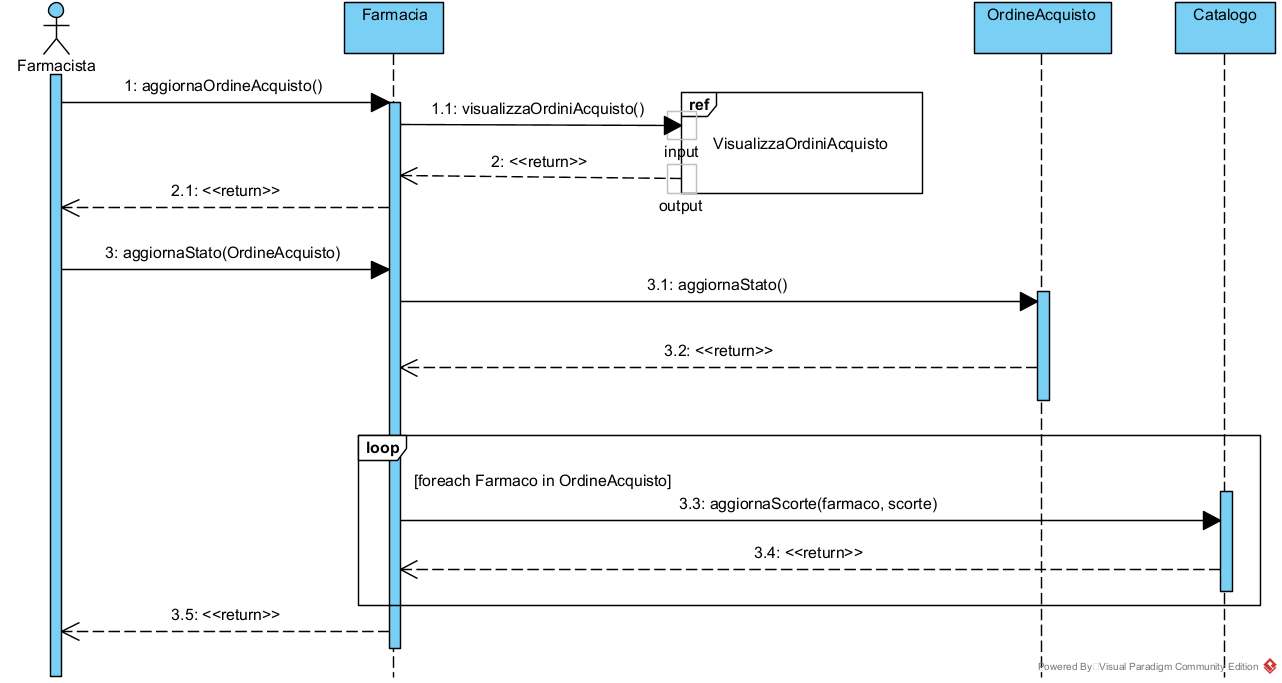 Farmacia
OrdineAcquisto
Catalogo
Farmacista
1: aggiornaOrdineAcquisto()
1.1: visualizzaOrdiniAcquisto()
ref
VisualizzaOrdiniAcquisto
input
2: <<return>>
output
2.1: <<return>>
3: aggiornaStato(OrdineAcquisto)
3.1: aggiornaStato()
3.2: <<return>>
loop
[foreach Farmaco in OrdineAcquisto]
3.3: aggiornaScorte(farmaco, scorte)
3.4: <<return>>
3.5: <<return>>
Powered By Visual Paradigm Community Edition